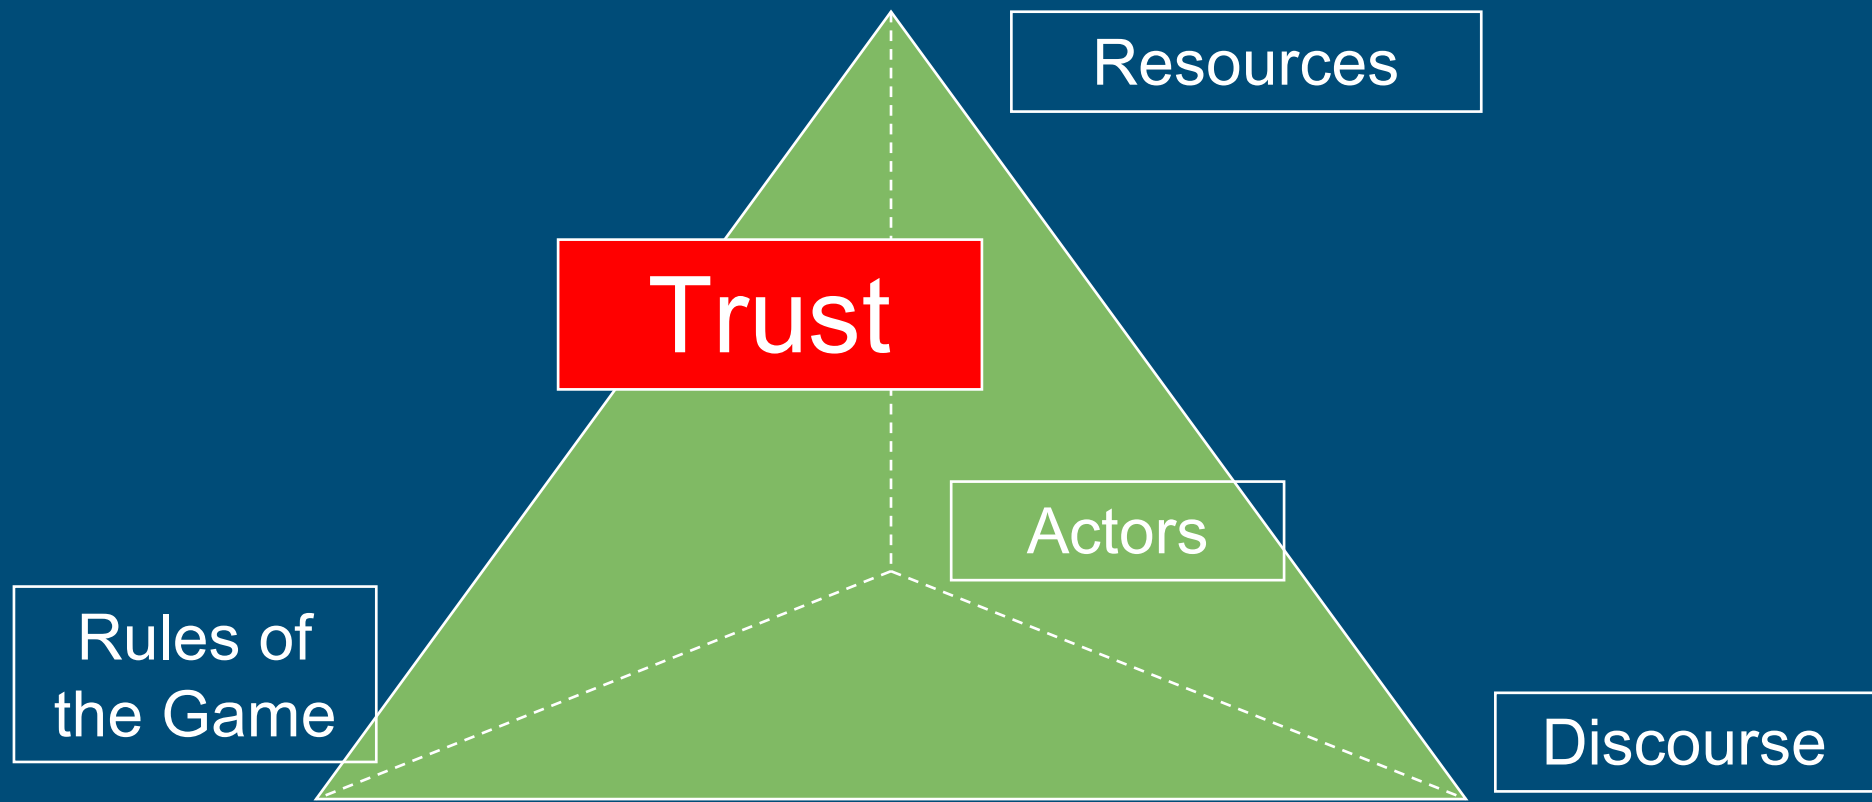 Resources
Trust
Actors
Rules of
the Game
Discourse